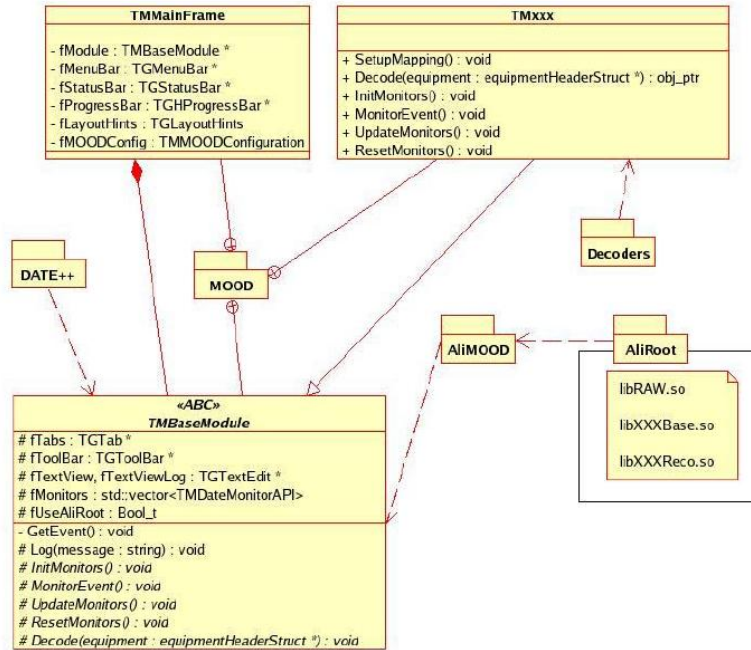 TMMainFrame
- fModule : TMBaseModule *
- fMenuBar : TGMenuBar *
- fStatusBar : TGStatusBar *
- fProgressBar : TGHProgressBar *
- fLayoutHints : TGLayoutHints
- fMOODConfig : TMMOODConfiguration
TMxxx
+ SetupMapping() : void
+ Decode(equipment : equipmentHeaderStruct *) : obj_ptr
+ InitMonitors() : void
+ MonitorEvent() : void
+ UpdateMonitors() : void
+ ResetMonitors() : void
DATE++
MOOD
Decoders
AliMOOD
AliRoot
libRAW.so
libXXXBase.so
libXXXReco.so
«ABC»
TMBaseModule
# fTabs : TGTab *
# fToolBar : TGToolBar *
# fTextView, fTextViewLog : TGTextEdit *
# fMonitors : std::vector<TMDateMonitorAPI>
# fUseAliRoot : Bool_t
- GetEvent() : void
# Log(message : string) : void
# InitMonitors() : void
# MonitorEvent() : void
# UpdateMonitors() : void
# ResetMonitors() : void
# Decode(equipment : equipmentHeaderStruct *) : void